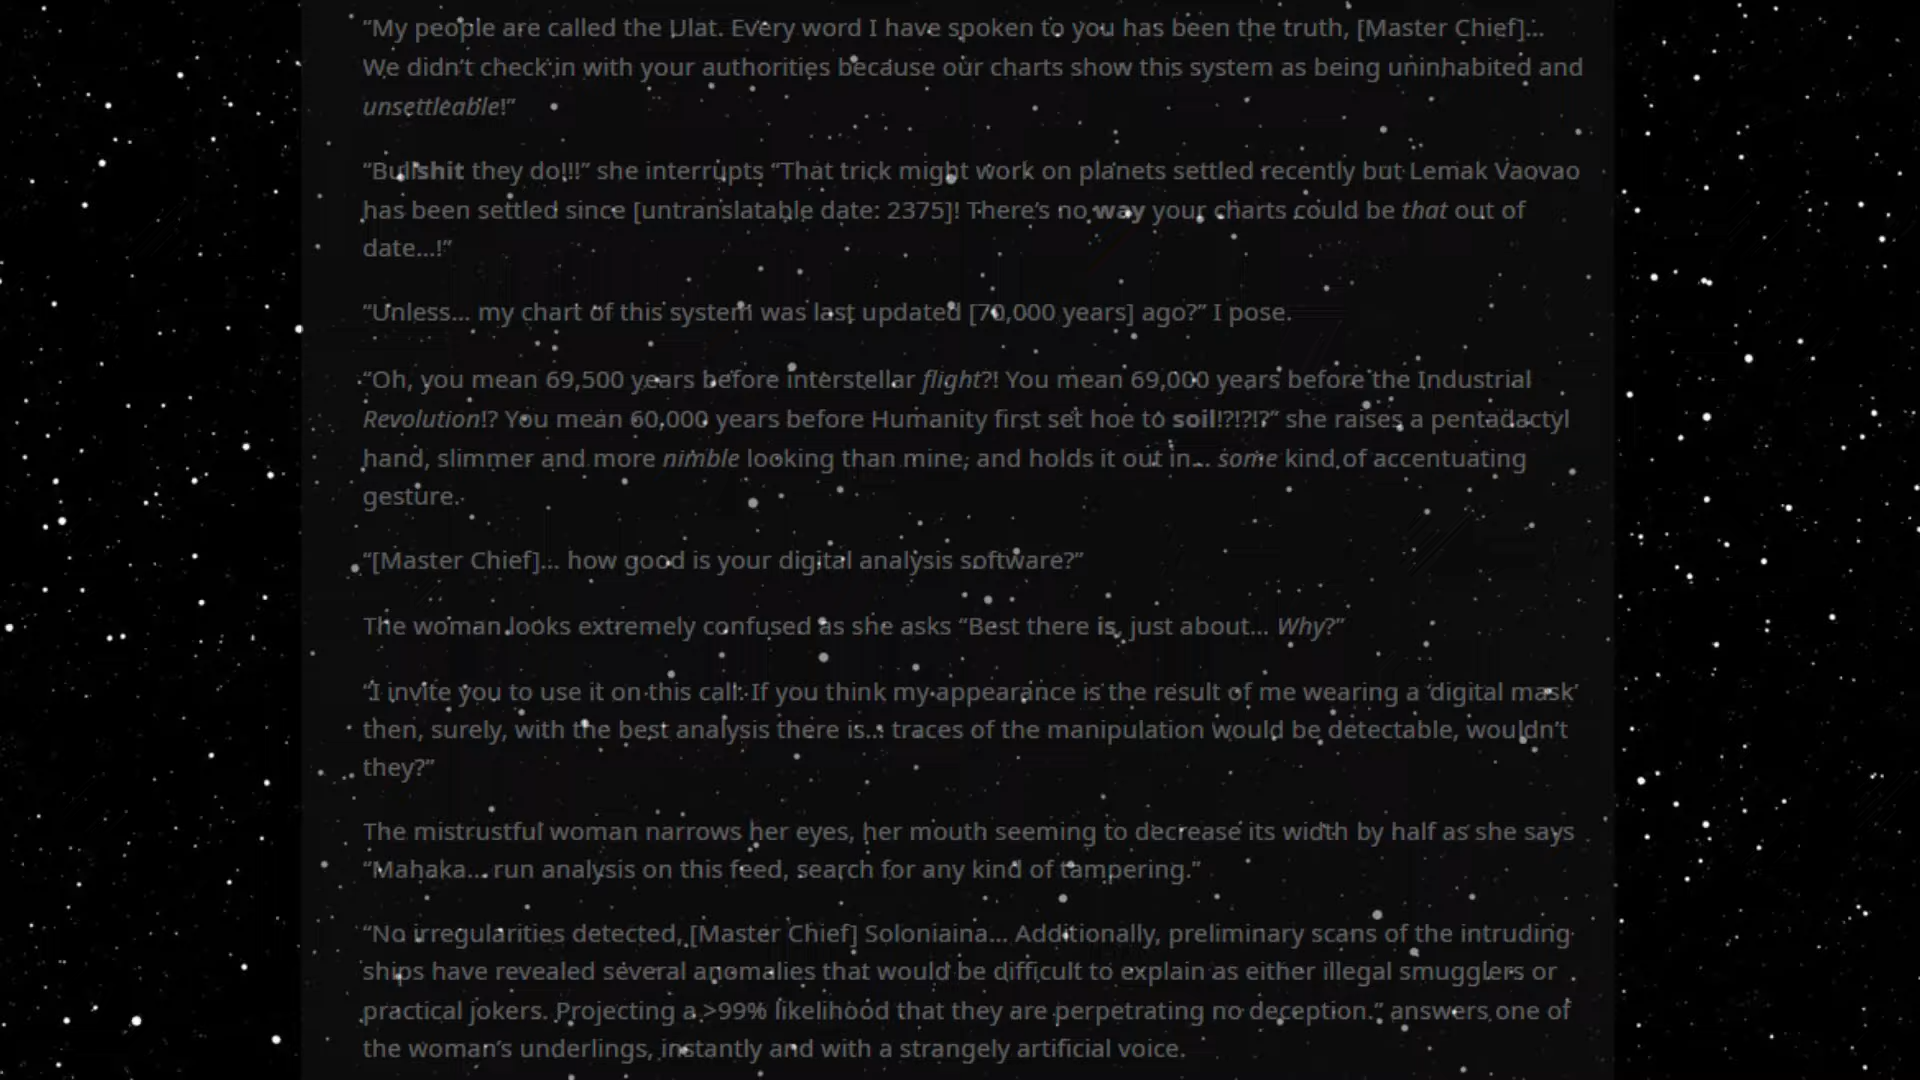 “My people are called the Ulat. Every word I have spoken to you has been the truth, [Master Chief]...
We didn’t check in with your authorities because our charts show this system as being uninhabited and
unsettleable!”
“Bullshit they do!!!” she interrupts “That trick might work on planets settled recently but Lemak Vaovao
has been settled since [untranslatable date: 2375]! There’s no way your charts could be that out of
date...!”
“Unless... my chart of this system was last updated [70,000 years] ago?” I pose.
“Oh, you mean 69,500 years before interstellar flight?! You mean 69,000 years before the Industrial
Revolution!? You mean 60,000 years before Humanity first set hoe to soil!?!?!?” she raises a pentadactyl
hand, slimmer and more nimble looking than mine, and holds it out in... some kind of accentuating
gesture.
“[Master Chief]... how good is your digital analysis software?”
The woman looks extremely confused as she asks “Best there is, just about... Why?”
“I invite you to use it on this call. If you think my appearance is the result of me wearing a ‘digital mask’
then, surely, with the best analysis there is... traces of the manipulation would be detectable, wouldn’t
they?”
The mistrustful woman narrows her eyes, her mouth seeming to decrease its width by half as she says
“Mahaka... run analysis on this feed, search for any kind of tampering.”
“No irregularities detected, [Master Chief] Soloniaina... Additionally, preliminary scans of the intruding
ships have revealed several anomalies that would be difficult to explain as either illegal smugglers or
practical jokers. Projecting a >99% likelihood that they are perpetrating no deception.” answers one of
the woman’s underlings, instantly and with a strangely artificial voice.